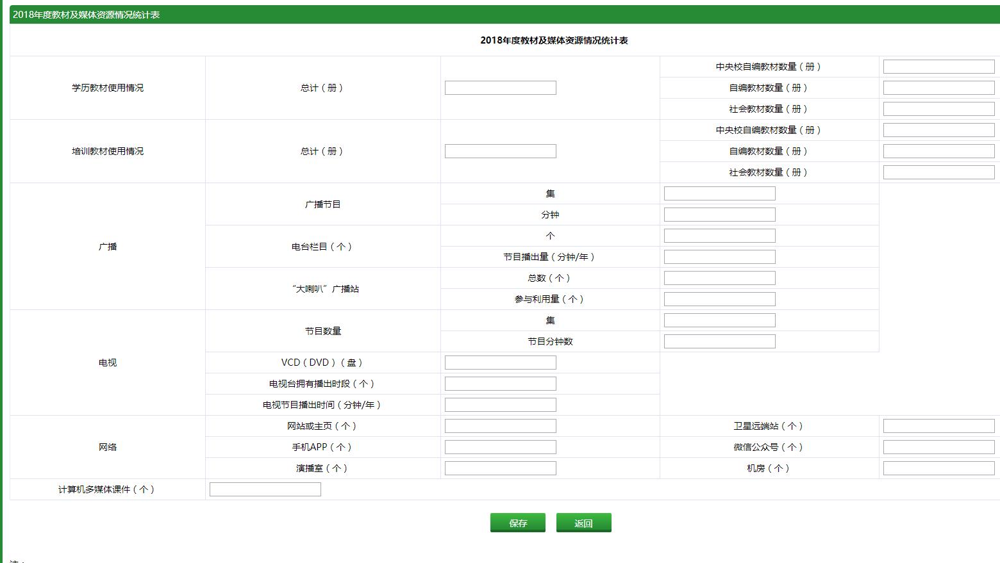 2018年度教材及媒体资源情况统计表
2018年度教材及媒体资源情况统计表
学历教材使用情况
总计（册）
中央校自编教材数量（册）
自编教材数量（册）
社会教材数量（册）
培训教材使用情况
总计（册）
中央校自编教材数量（册）
自编教材数量（册）
社会教材数量（册）
广播
广播节目
集
分钟
电台栏目（个）
个
节目播出量（分钟/年）
“大喇叭”广播站
总数（个）
参与利用量（个）
电视
节目数量
集
节目分钟数
VCD（DVD）（盘）
电视台拥有播出时段（个）
电视节目播出时间（分钟/年）
网络
网站或主页（个）
卫星远端站（个）
手机APP（个）
微信公众号（个）
演播室（个）
机房（个）
计算机多媒体课件（个）
保存
返回